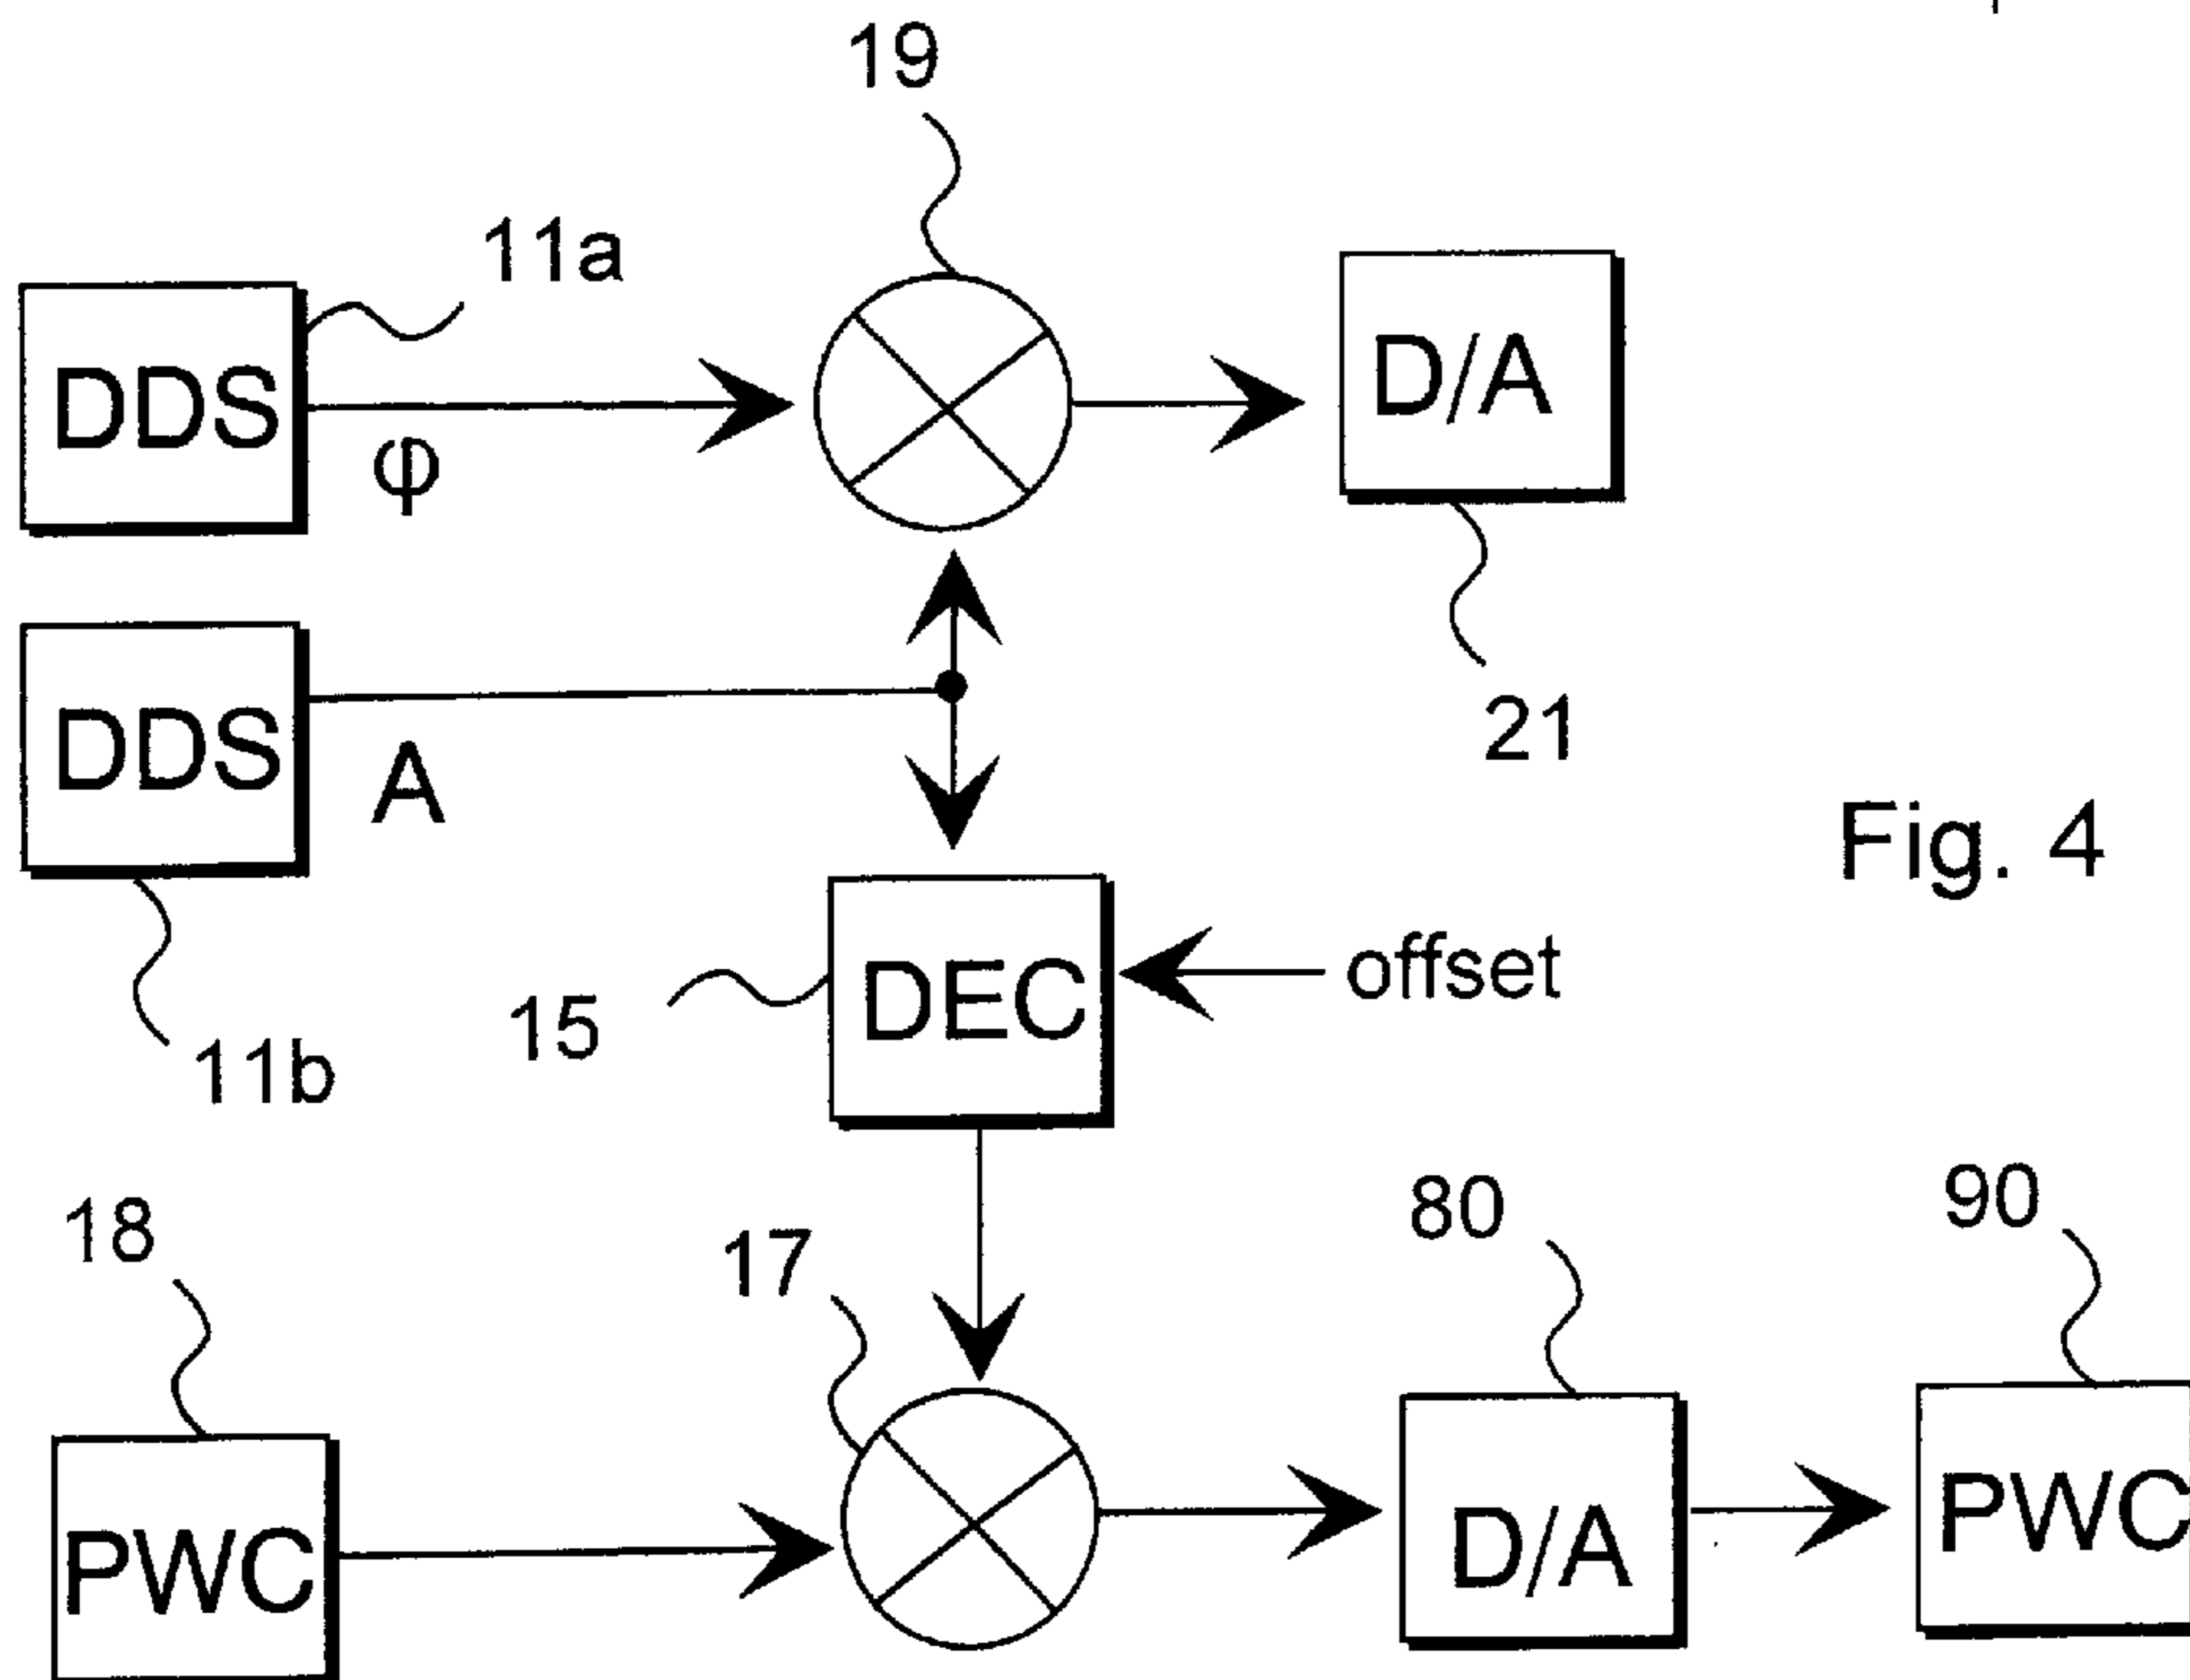 19
11a
DDS
φ
D/A
DDS
A
21
Fig. 4
DEC
offset
15
11b
18
17
80
90
PWC
D/A
PWC